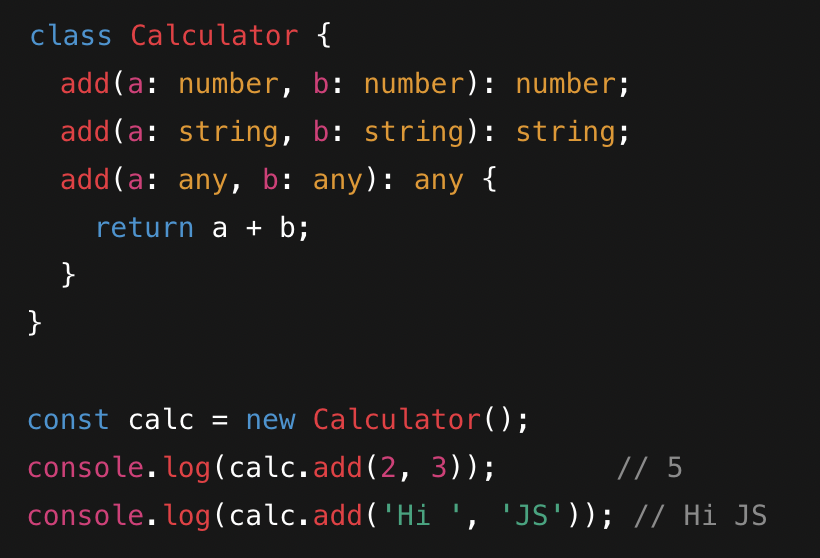 class Calculator {
  add(a: number, b: number): number;
  add(a: string, b: string): string;
  add(a: any, b: any): any {
    return a + b;
  }
}

const calc = new Calculator();
console.log(calc.add(2, 3));       // 5
console.log(calc.add('Hi ', 'JS')); // Hi JS